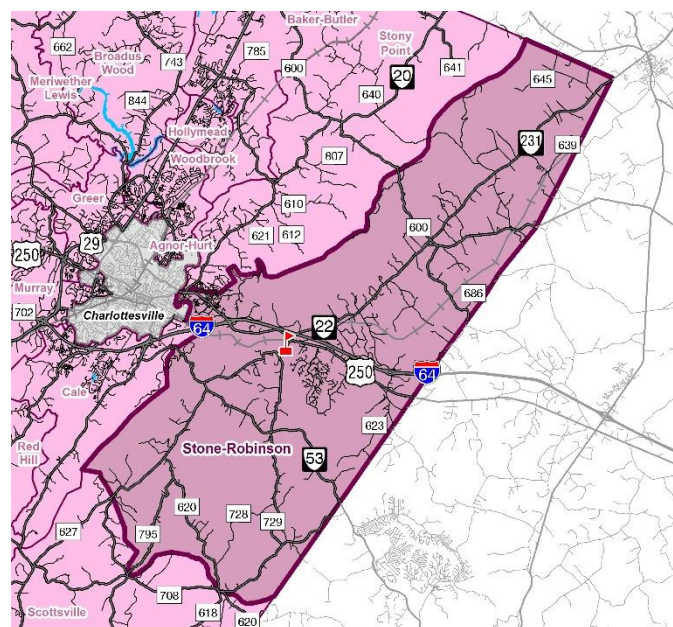 Baker-Butler
662
Broadus
Wood
743
785
600
Stony
Point
641
645
Meriwether
Lewis
844
640
20
Hollymead
Woodbrook
807
231
639
Greer
610
29
250
Agnor-Hurt
621
612
600
Murray
686
702
Charlottesville
64
22
250
64
Cale
623
Red
Hill
Stone-Robinson
53
620
728
729
627
795
708
Scottsville
618
620